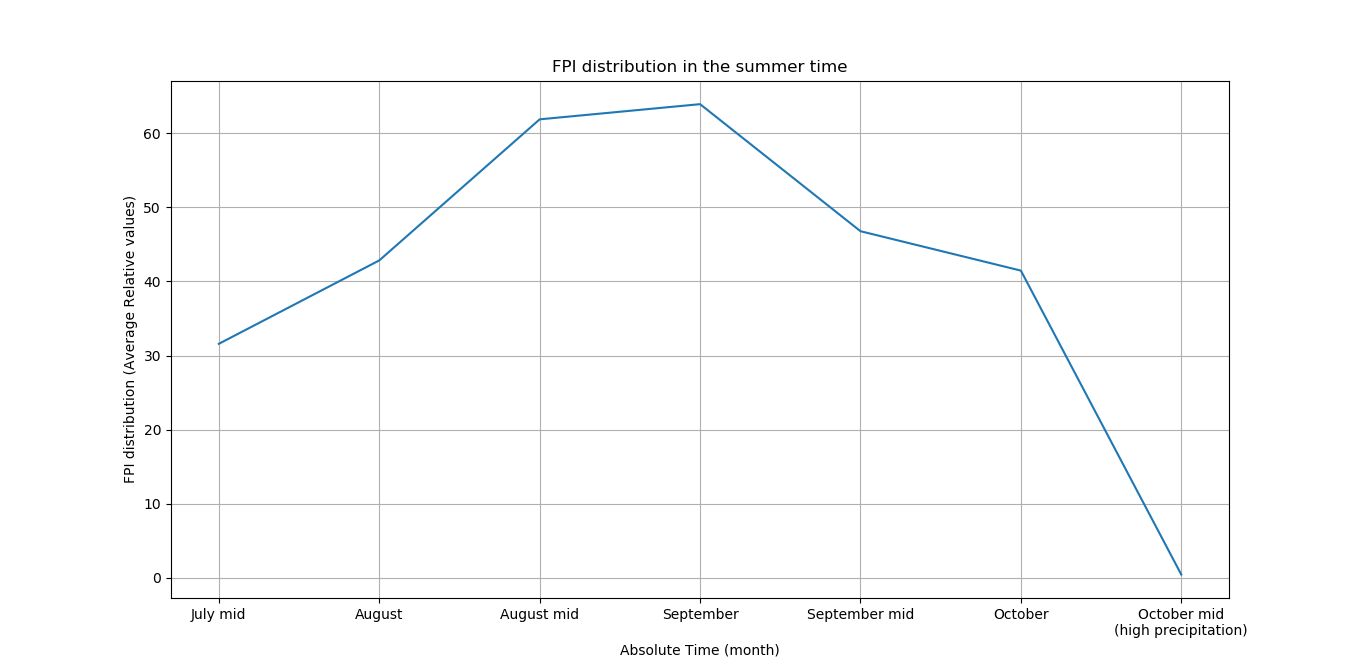 FPI distribution in the summer time
FPI distribution (Average Relative values)
60
50
40
30
20
10
0
July mid
August
August mid
September
September mid
October
October mid
(high precipitation)
Absolute Time (month)